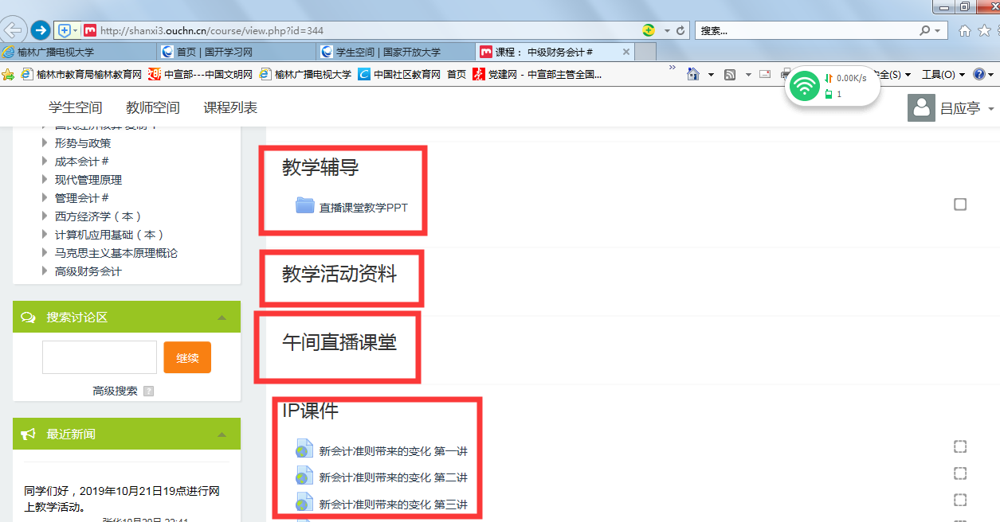 http://shanxi3.ouchn.cn/course/view.php?id=344
搜索...
榆林广播电视大学
首页 | 国开学习网
学生空间 | 国家开放大学
课程： 中级财务会计＃
榆林市教育局榆林教育网
中宣部---中国文明网
榆林广播电视大学
中国社区教育网
首页
党建网 - 中宣部主管全国...
全(S)
工具(O)
0.00K/s
1
学生空间
教师空间
课程列表
吕应亭
形势与政策
成本会计＃
现代管理原理
管理会计＃
西方经济学（本）
计算机应用基础（本）
马克思主义基本原理概论
高级财务会计
搜索讨论区
继续
高级搜索
最近新闻
同学们好，2019年10月21日19点进行网
上教学活动。
教学辅导
直播课堂教学PPT
教学活动资料
午间直播课堂
IP课件
新会计准则带来的变化 第一讲
新会计准则带来的变化 第二讲
新会计准则带来的变化 第三讲